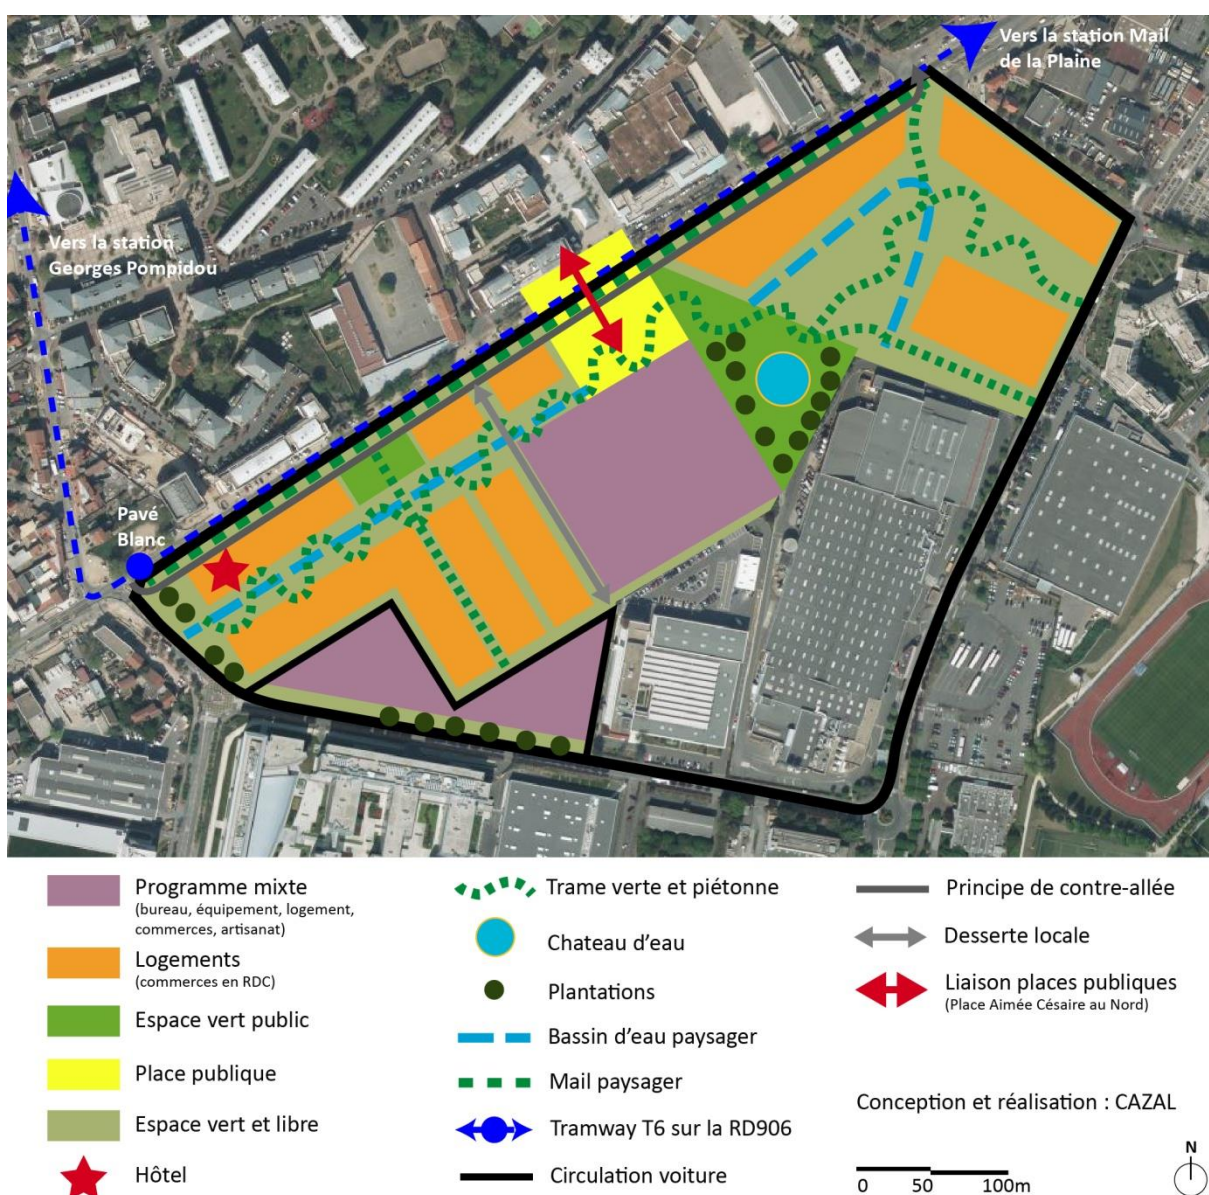 Vers la station Mail
de la Plaine
Vers la station
Georges Pompidou
Pavé
Blanc
Programme mixte
(bureau, équipement, logement,
commerces, artisanat)
Logements
(commerces en RDC)
Espace vert public
Place publique
Espace vert et libre
Hôtel
Trame verte et piétonne
Chateau d'eau
Plantations
Bassin d'eau paysager
Mail paysager
Tramway T6 sur la RD906
Circulation voiture
Principe de contre-allée
Desserte locale
Liaison places publiques
(Place Aimée Césaire au Nord)
Conception et réalisation : CAZAL
N
0 50 100m